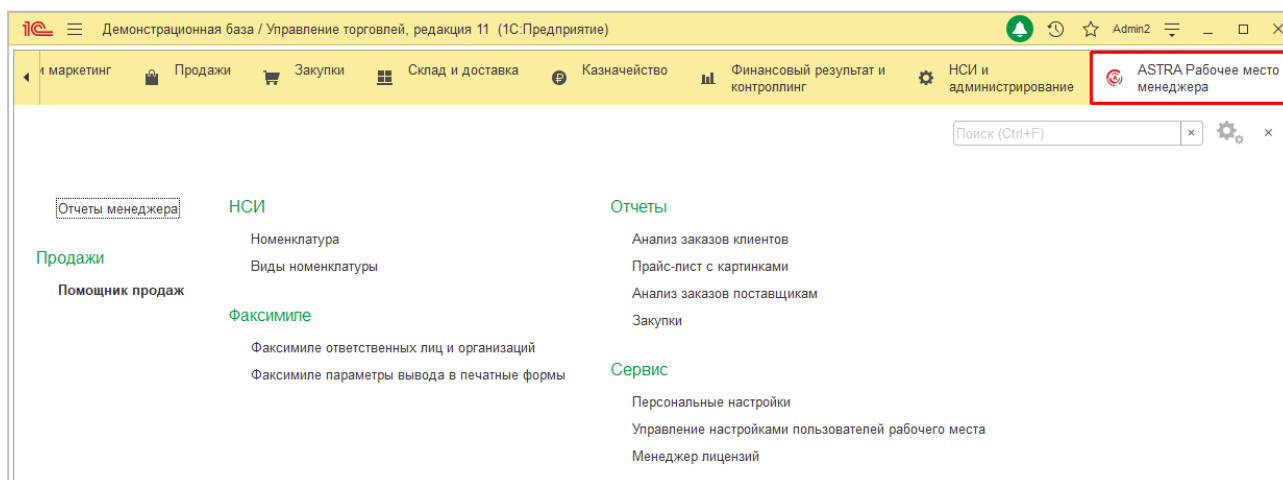 1С Демонстрационная база / Управление торговлей, редакция 11 (1С:Предприятие) Admin2
и маркетинг Продажи Закупки Склад и доставка Казначейство Финансовый результат и контроллинг НСИ и администрирование ASTRA Рабочее место менеджера
Поиск (Ctrl+F)
Отчеты менеджера
Продажи
Помощник продаж
НСИ
Номенклатура
Виды номенклатуры
Факсимиле
Факсимиле ответственных лиц и организаций
Факсимиле параметры вывода в печатные формы
Отчеты
Анализ заказов клиентов
Прайс-лист с картинками
Анализ заказов поставщикам
Закупки
Сервис
Персональные настройки
Управление настройками пользователей рабочего места
Менеджер лицензий